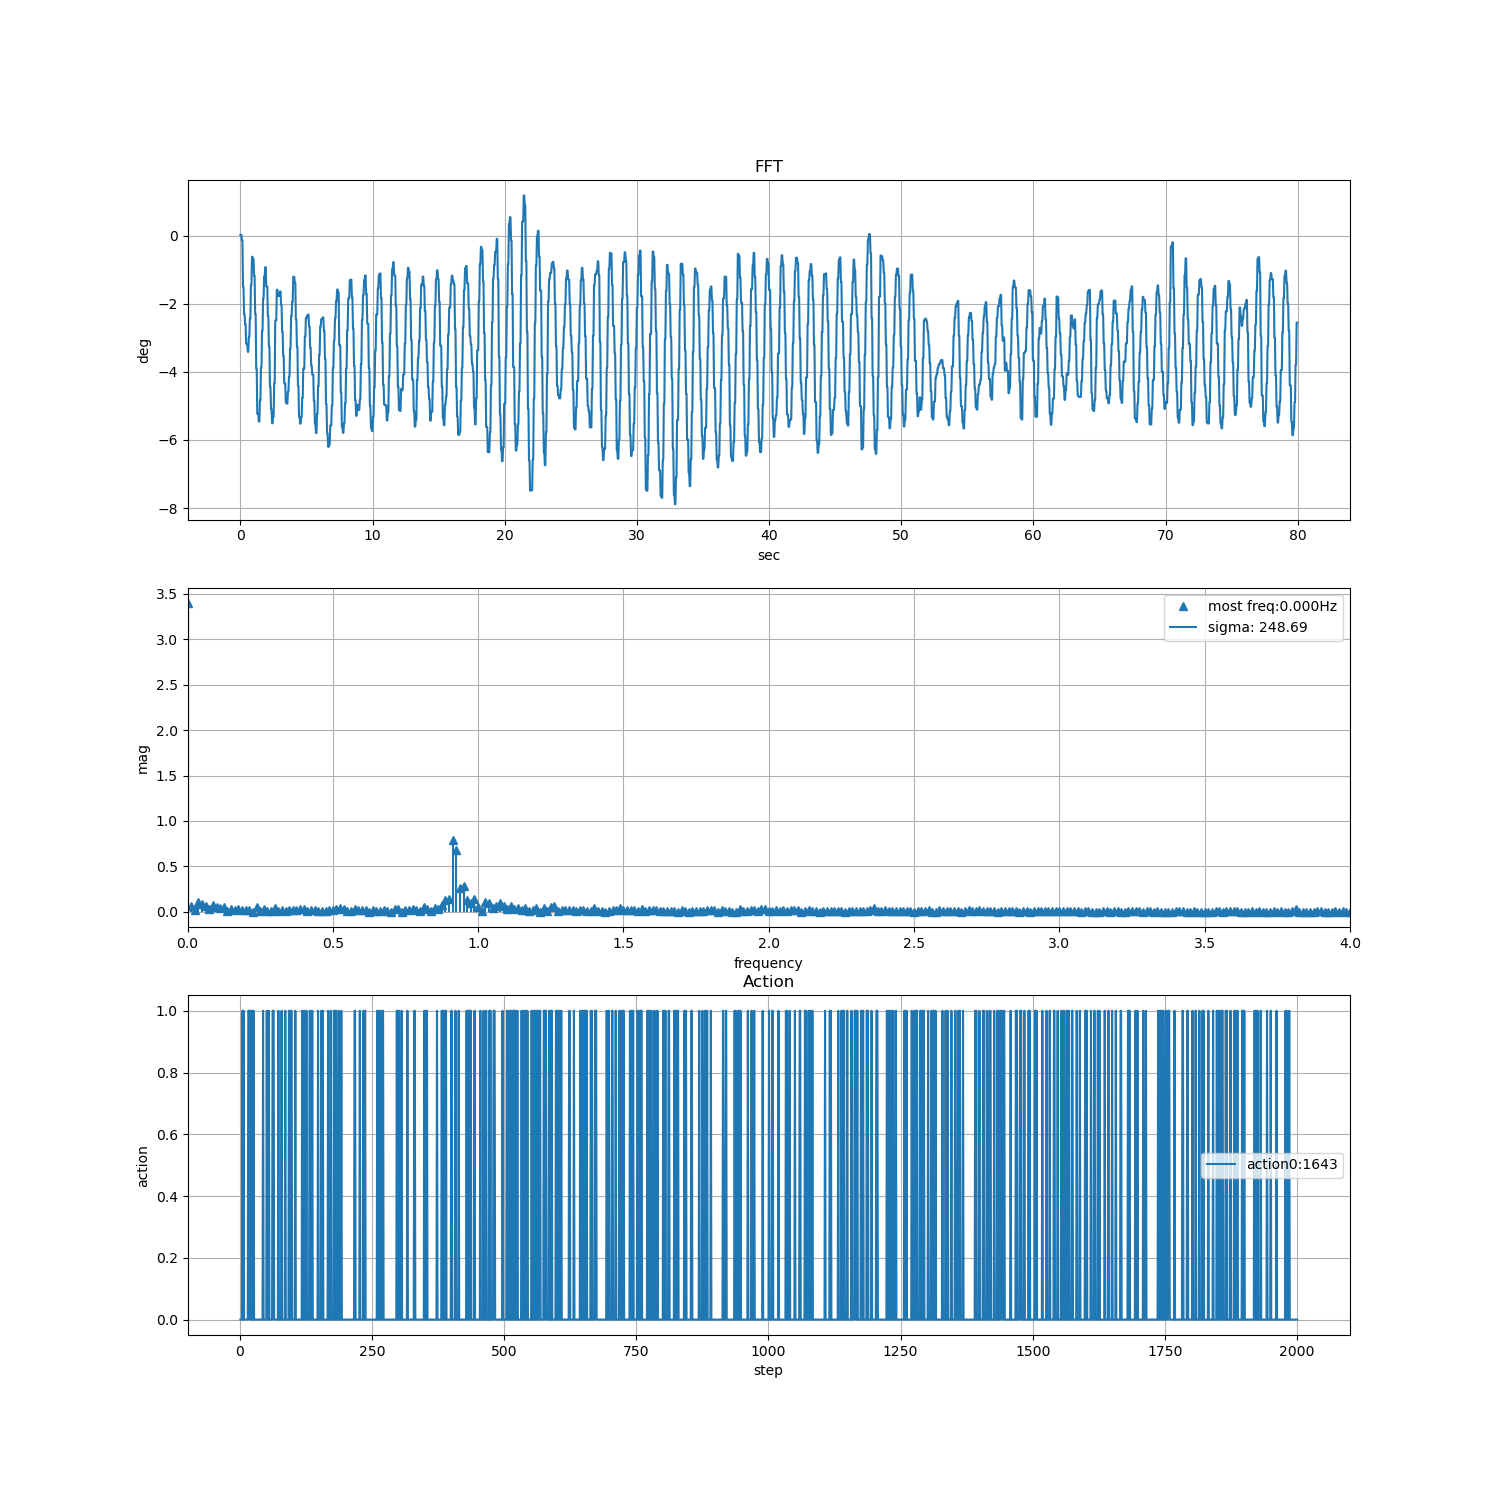 FFT
0
−2
−4
−6
−8
deg
0 10 20 30 40 50 60 70 80
sec
3.5
3.0
2.5
2.0
1.5
1.0
0.5
0.0
mag
most freq:0.000Hz
sigma: 248.69
0.0 0.5 1.0 1.5 2.0 2.5 3.0 3.5 4.0
frequency
Action
1.0
0.8
0.6
0.4
0.2
0.0
action
action0:1643
0 250 500 750 1000 1250 1500 1750 2000
step